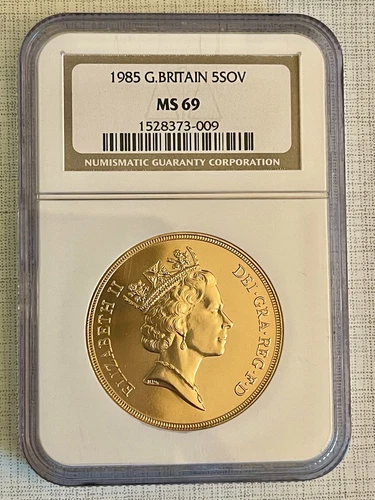 1985 G.BRITAIN 5SOV
MS 69
1528373-009
NUMISMATIC GUARANTY CORPORATION
ELIZABETH II
DEI·GRA·REG·F·D